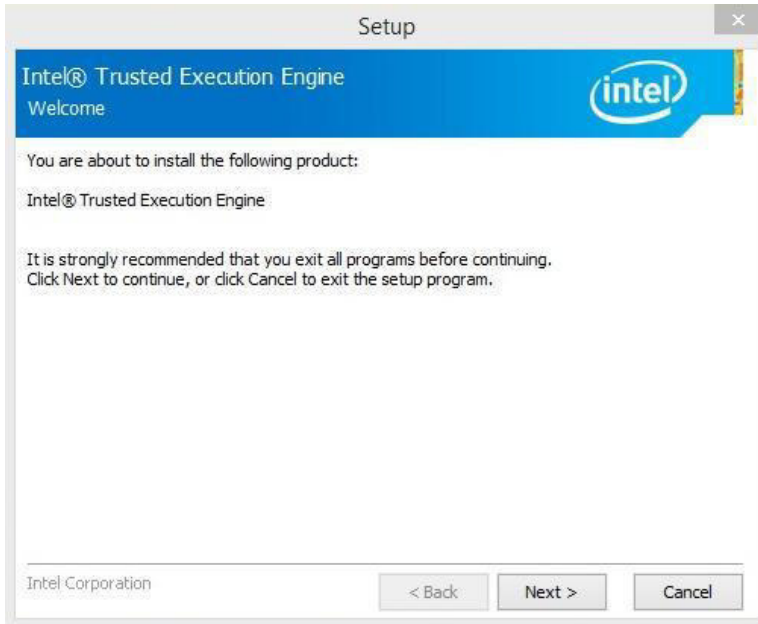 Setup
Intel® Trusted Execution Engine
Welcome
intel
You are about to install the following product:
Intel® Trusted Execution Engine
It is strongly recommended that you exit all programs before continuing.
Click Next to continue, or click Cancel to exit the setup program.
Intel Corporation
< Back Next > Cancel